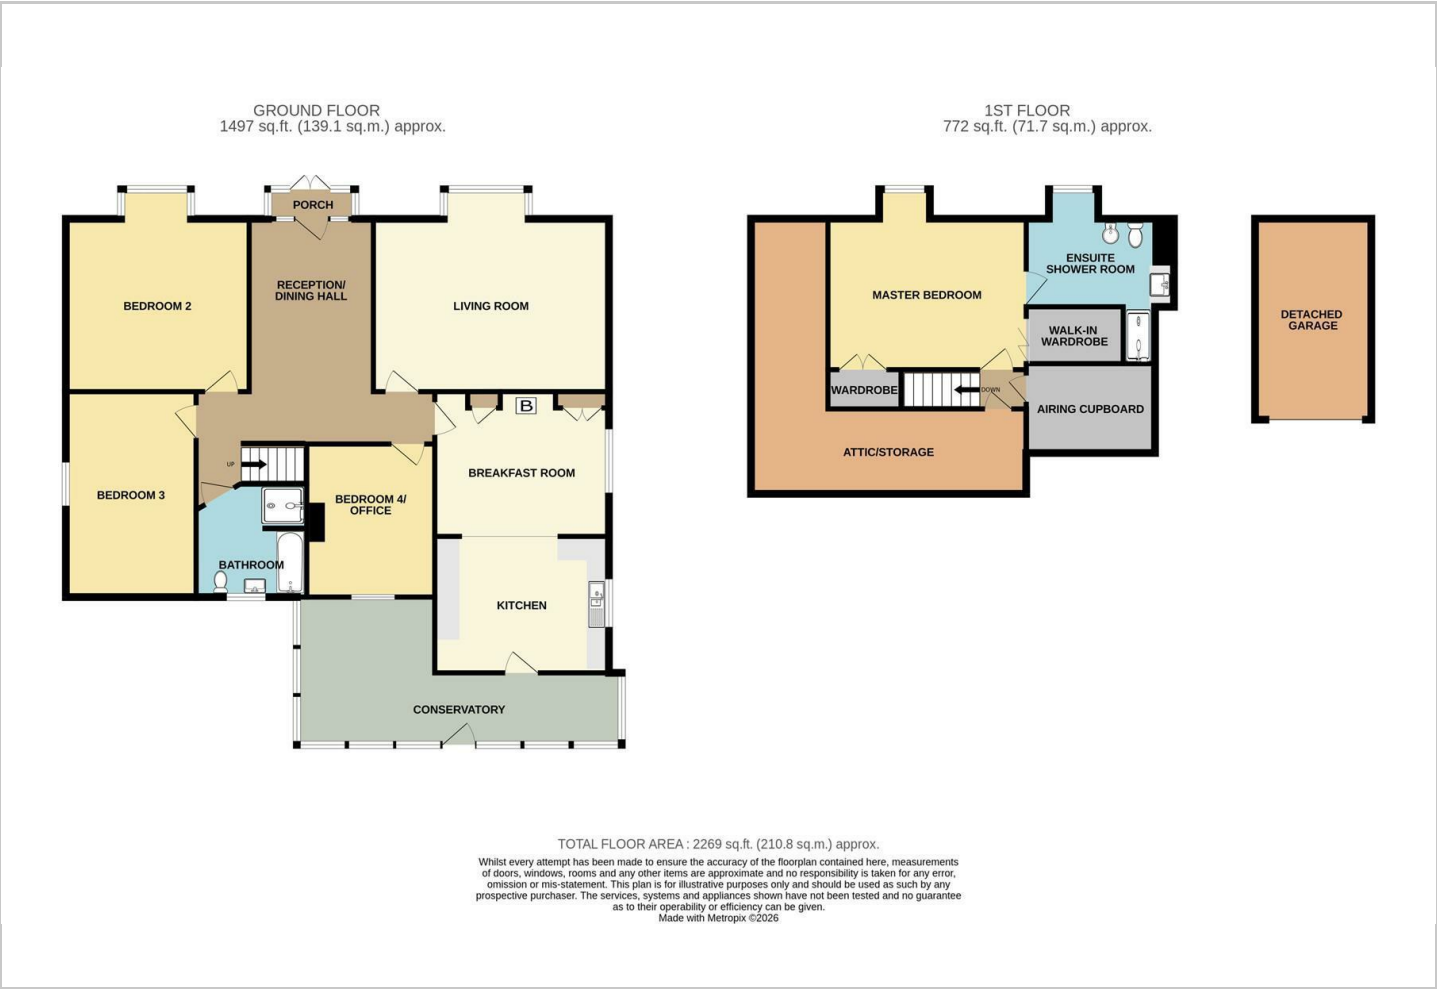 GROUND FLOOR
1497 sq.ft. (139.1 sq.m.) approx.
1ST FLOOR
772 sq.ft. (71.7 sq.m.) approx.
PORCH
RECEPTION/
DINING HALL
BEDROOM 2
LIVING ROOM
B
BREAKFAST ROOM
UP
BEDROOM 3
BEDROOM 4/
OFFICE
BATHROOM
KITCHEN
CONSERVATORY
ENSUITE
SHOWER ROOM
MASTER BEDROOM
WALK-IN
WARDROBE
WARDROBE
DOWN
AIRING CUPBOARD
ATTIC/STORAGE
DETACHED
GARAGE
TOTAL FLOOR AREA : 2269 sq.ft. (210.8 sq.m.) approx.
Whilst every attempt has been made to ensure the accuracy of the floorplan contained here, measurements
of doors, windows, rooms and any other items are approximate and no responsibility is taken for any error,
omission or mis-statement. This plan is for illustrative purposes only and should be used as such by any
prospective purchaser. The services, systems and appliances shown have not been tested and no guarantee
as to their operability or efficiency can be given.
Made with Metropix ©2026